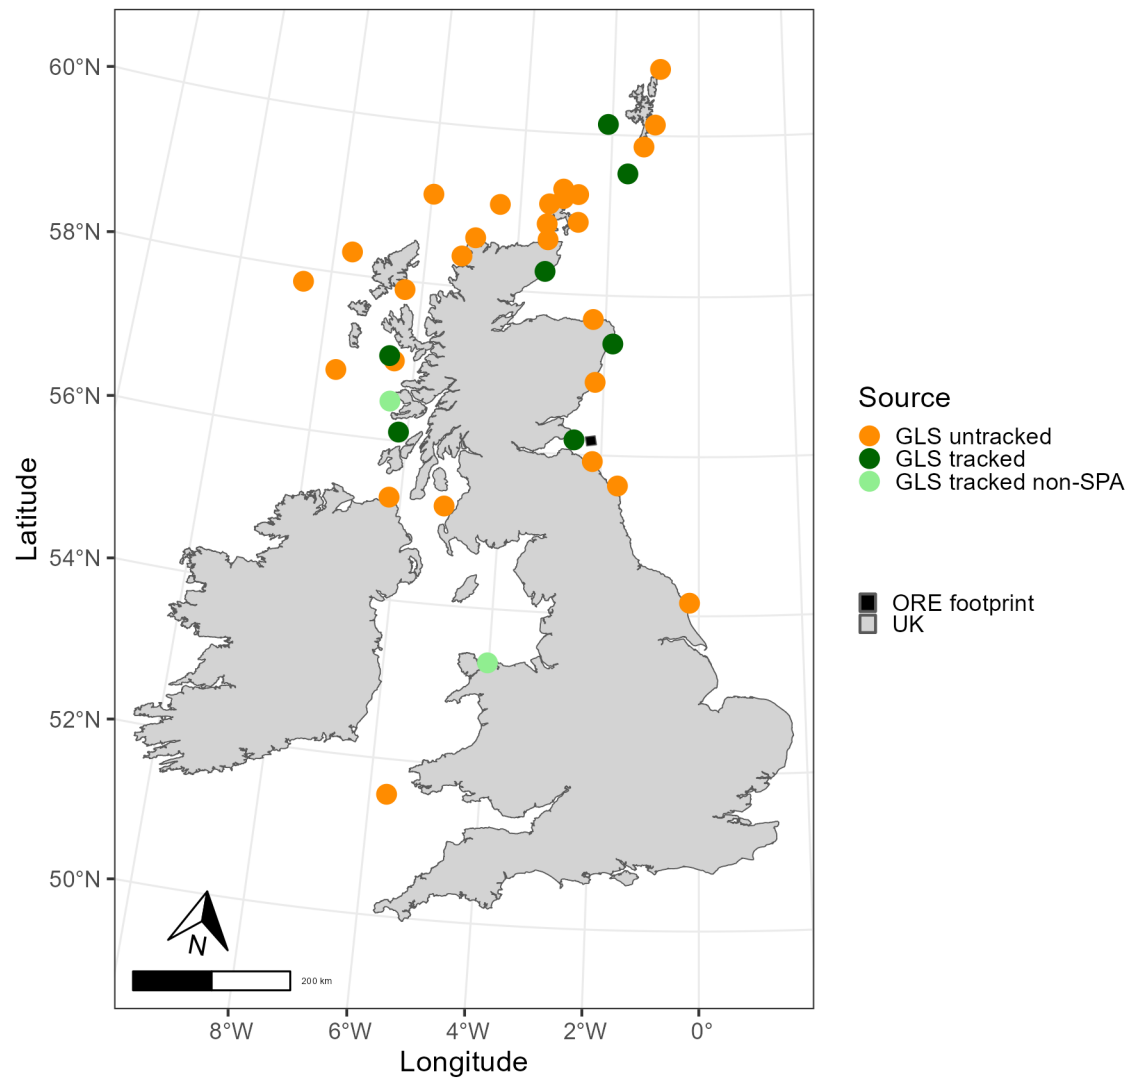 60°N
58°N
56°N
54°N
52°N
50°N
Latitude
N
200 km
8°W
6°W
4°W
2°W
0°
Longitude
Source
GLS untracked
GLS tracked
GLS tracked non-SPA
ORE footprint
UK